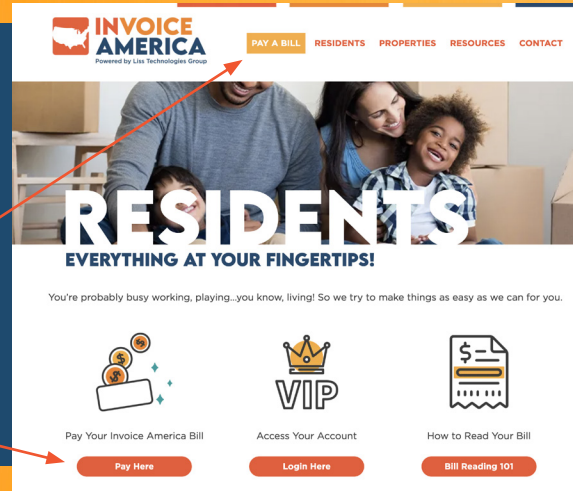 INVOICE
AMERICA
Powered by Liss Technologies Group
PAY A BILL RESIDENTS PROPERTIES RESOURCES CONTACT
RESIDENTS
EVERYTHING AT YOUR FINGERTIPS!
You're probably busy working, playing...you know, living! So we try to make things as easy as we can for you.
VIP
$
Pay Your Invoice America Bill Access Your Account How to Read Your Bill
Pay Here Login Here Bill Reading 101